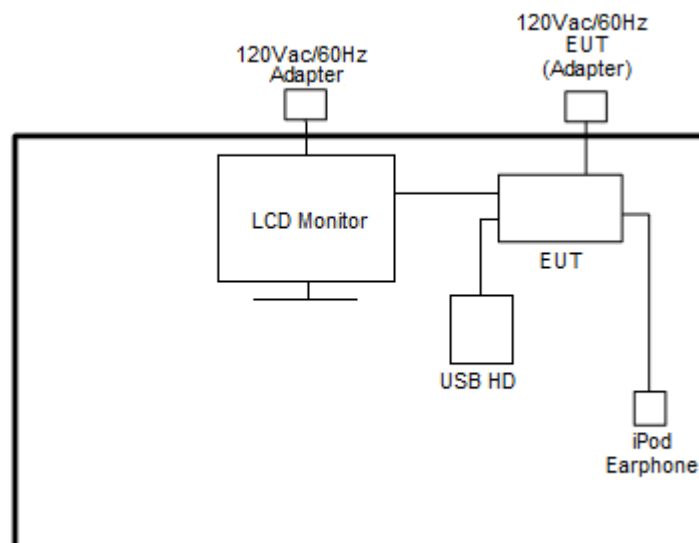 120Vac/60Hz
Adapter
120Vac/60Hz
EUT
(Adapter)
LCD Monitor
EUT
USB HD
iPod
Earphone